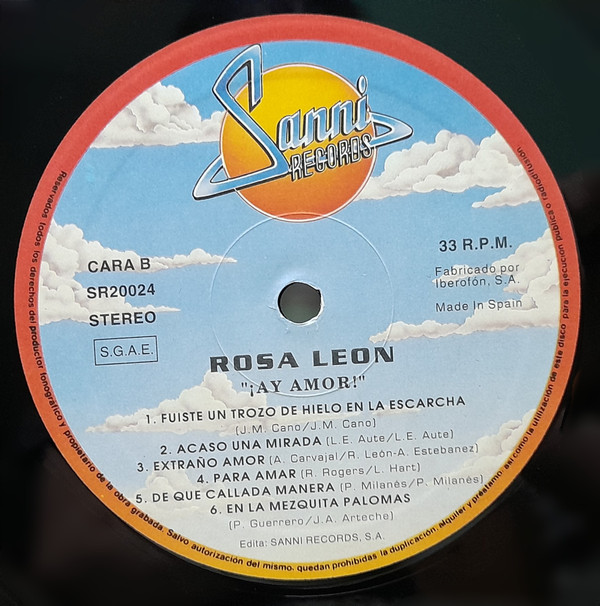 Sanni
RECORDS
CARA B
SR20024
STEREO
S.G.A.E.
33 R.P.M.
Fabricado por
Iberofón, S.A.
Made In Spain
ROSA LEON
"¡AY AMOR!"
1. FUISTE UN TROZO DE HIELO EN LA ESCARCHA
(J.M. Cano/J.M. Cano)
2. ACASO UNA MIRADA (L.E. Aute/L.E. Aute)
3. EXTRAÑO AMOR (A. Carvajal/R. León-A. Estebanez)
4. PARA AMAR (R. Rogers/L. Hart)
5. DE QUE CALLADA MANERA (P. Milanés/P. Milanés)
6. EN LA MEZQUITA PALOMAS
(P. Guerrero/J.A. Arteche)
Edita: SANNI RECORDS, S.A.
Reservados todos los derechos del productor fonográfico y propietario de la obra grabada. Salvo autorización del mismo, quedan prohibidas la duplicación, alquiler y préstamo, así como la utilización de este disco para la ejecución pública o radiodifusión